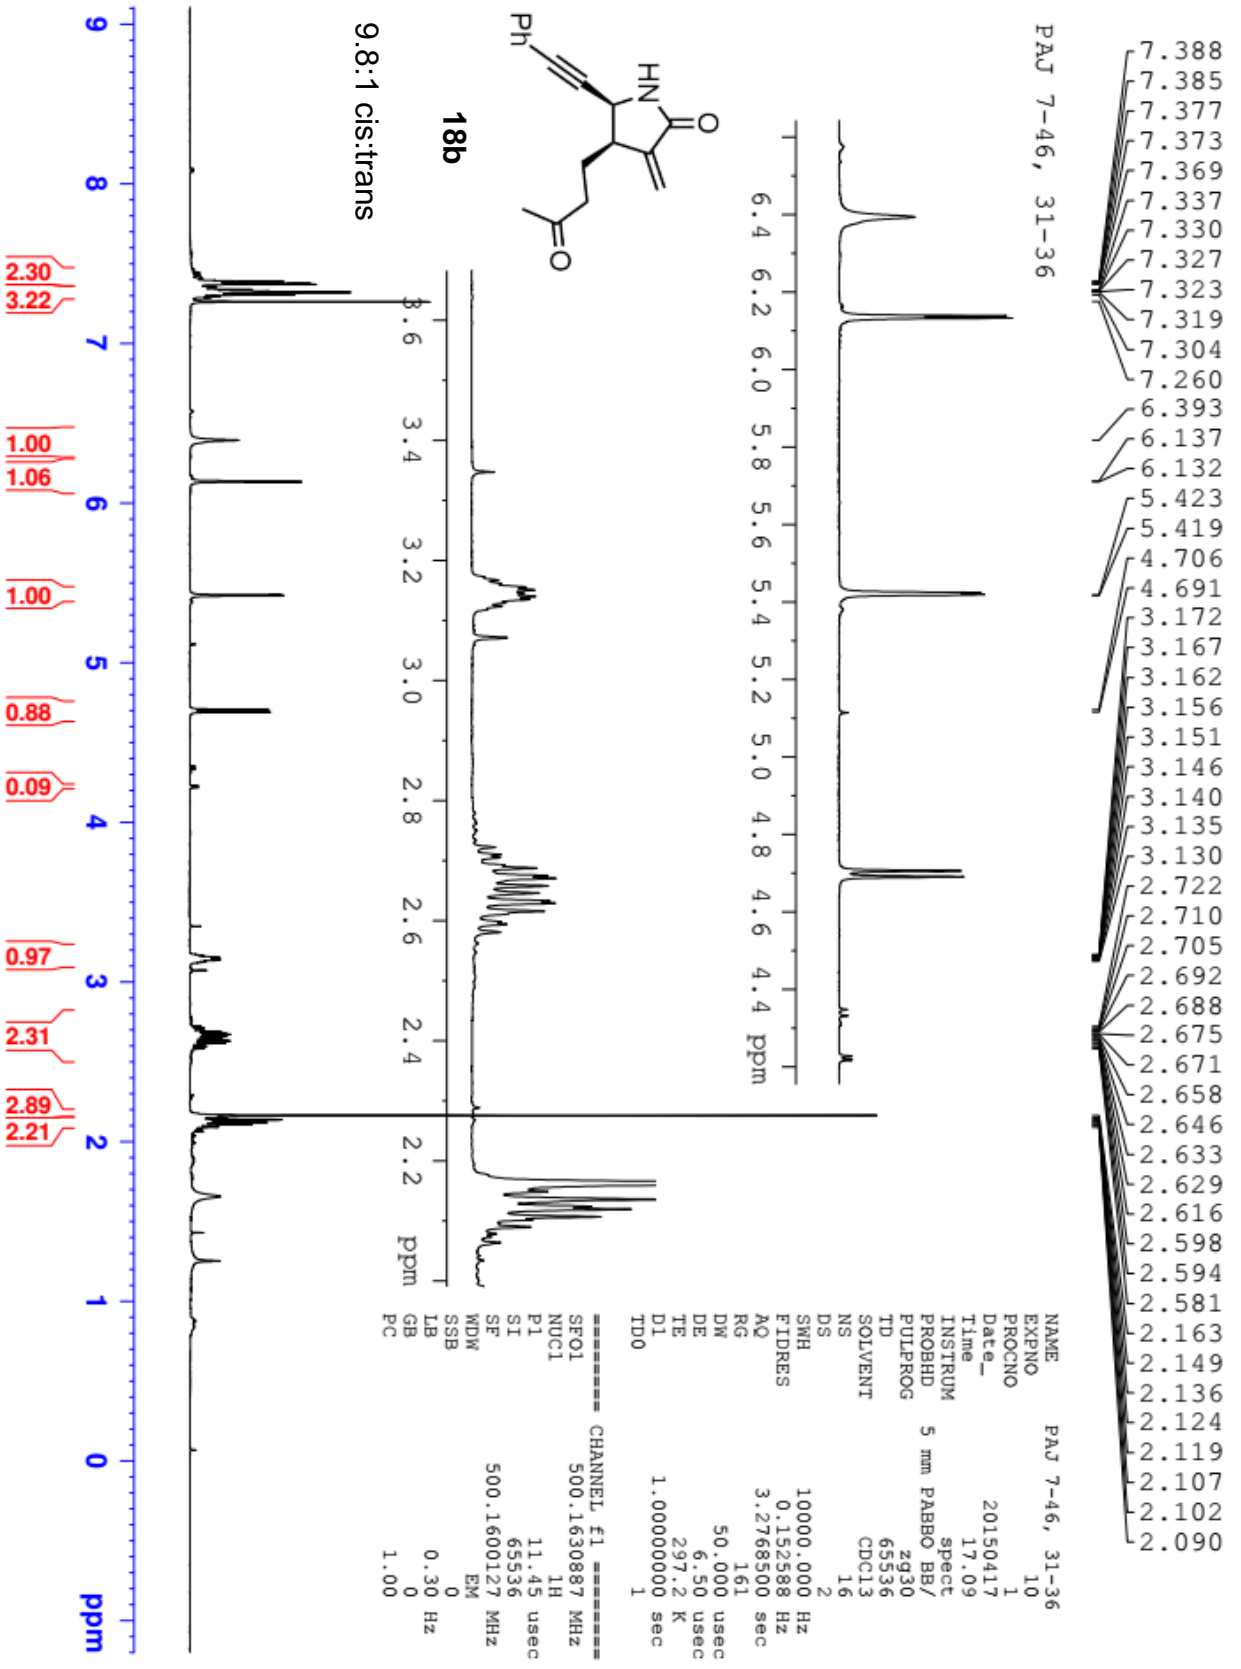 PAJ 7-46, 31-36
7.388
7.385
7.377
7.373
7.369
7.337
7.330
7.327
7.323
7.319
7.304
7.260
6.393
6.137
6.132
5.423
5.419
4.706
4.691
3.172
3.167
3.162
3.156
3.151
3.146
3.140
3.135
3.130
2.722
2.710
2.705
2.692
2.688
2.675
2.671
2.658
2.646
2.633
2.629
2.616
2.598
2.594
2.581
2.163
2.149
2.136
2.124
2.119
2.107
2.102
2.090
NAME PAJ 7-46, 31-36
EXPNO 10
PROCNO 1
Date_ 20150417
Time 17.09
INSTRUM spect
PROBHD 5 mm PABBO BB/
PULPROG zg30
TD 65536
SOLVENT CDCl3
NS 16
DS 2
SWH 10000.000 Hz
FIDRES 0.152588 Hz
AQ 3.2768500 sec
RG 161
DW 50.000 usec
DE 6.50 usec
TE 297.2 K
D1 1.00000000 sec
TD0 1
======== CHANNEL f1 ========
SFO1 500.1630887 MHz
NUC1 1H
P1 11.45 usec
SI 65536
SF 500.1600127 MHz
WDW EM
SSB 0
LB 0.30 Hz
GB 0
PC 1.00
O
HN
Ph
O
18b
9.8:1 cis:trans
6.4 6.2 6.0 5.8 5.6 5.4 5.2 5.0 4.8 4.6 4.4 ppm
3.6 3.4 3.2 3.0 2.8 2.6 2.4 2.2 ppm
9 8 7 6 5 4 3 2 1 0 ppm
2.30
3.22
1.00
1.06
1.00
0.88
0.09
0.97
2.31
2.89
2.21